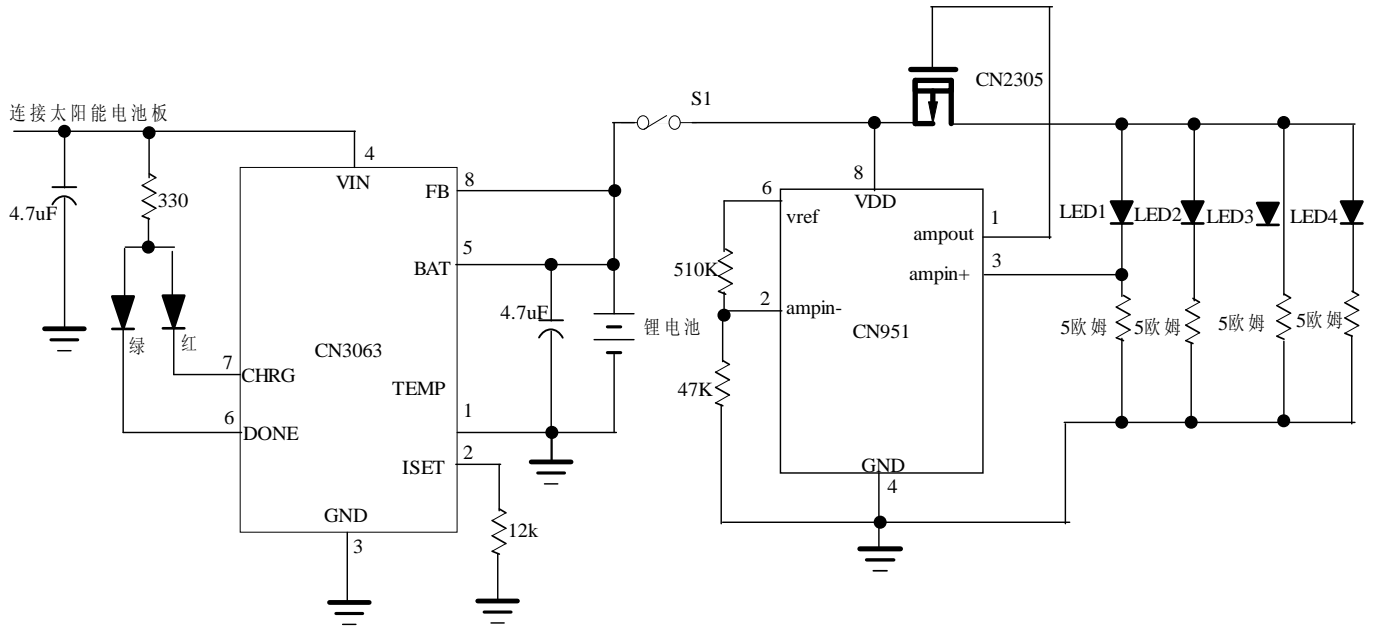 CN2305
S1
连接太阳能电池板
4
VIN
8
FB
330
4.7uF
5
BAT
4.7uF
锂电池
绿
红
7
CHRG
CN3063
TEMP
1
6
DONE
2
ISET
GND
3
12k
8
VDD
6
vref
1
ampout
3
ampin+
510K
2
ampin-
CN951
47K
GND
4
LED1
LED2
LED3
LED4
5欧姆
5欧姆
5欧姆
5欧姆